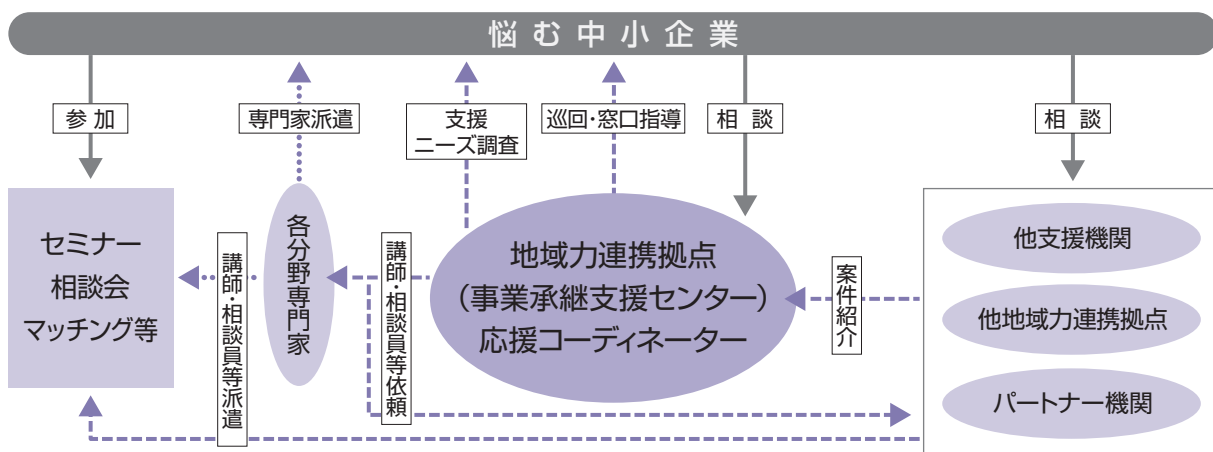 悩む中小企業
参加
専門家派遣
支援
ニーズ調査
巡回・窓口指導
相談
相談
セミナー
相談会
マッチング等
講師・相談員等派遣
各分野専門家
講師・相談員等依頼
地域力連携拠点
(事業承継支援センター)
応援コーディネーター
案件紹介
他支援機関
他地域力連携拠点
パートナー機関